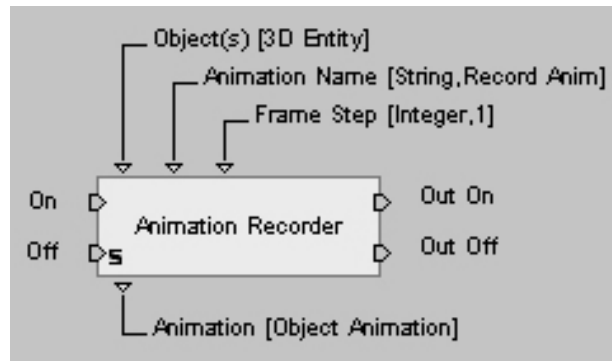 Object(s) [3D Entity]
Animation Name [String,Record Anim]
Frame Step [Integer,1]
On
Out On
Animation Recorder
Off
S
Out Off
Animation [Object Animation]